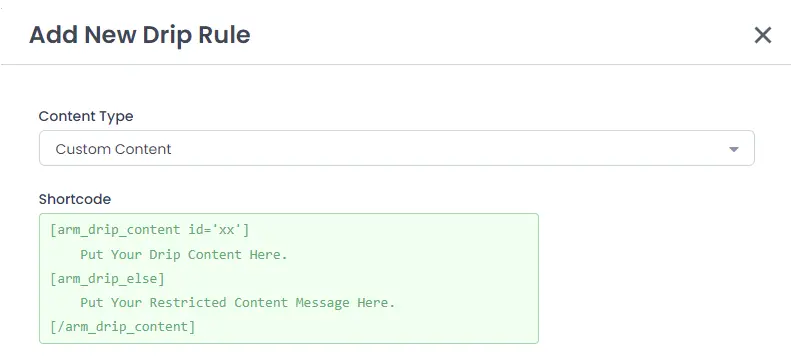 Add New Drip Rule
Content Type
Custom Content
Shortcode
[arm_drip_content id='xx']
    Put Your Drip Content Here.
[arm_drip_else]
    Put Your Restricted Content Message Here.
[/arm_drip_content]